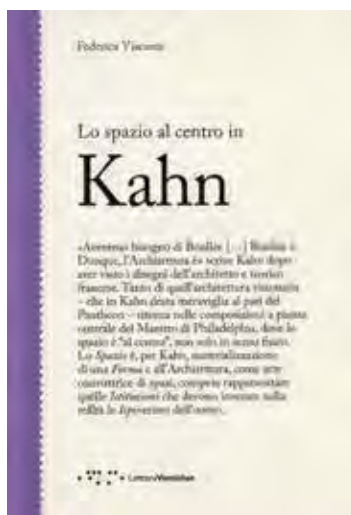 Federica Visconti
Lo spazio al centro in
Kahn
«Avremmo bisogno di Boullée […] Boullée è
Dunque, l'Architettura è» scrive Kahn dopo
aver visto i disegni dell'architetto e teorico
francese. Tanto di quell'architettura visionaria
– che in Kahn desta meraviglia al pari del
Pantheon – ritorna nelle composizioni a pianta
centrale del Maestro di Philadelphia, dove lo
spazio è "al centro", non solo in senso fisico.
Lo Spazio è, per Kahn, materializzazione
di una Forma e all'Architettura, come arte
costruttrice di spazi, compete rappresentare
quelle Istituzioni che devono inverare nella
realtà le Ispirazioni dell'uomo.
LetteraVentidue